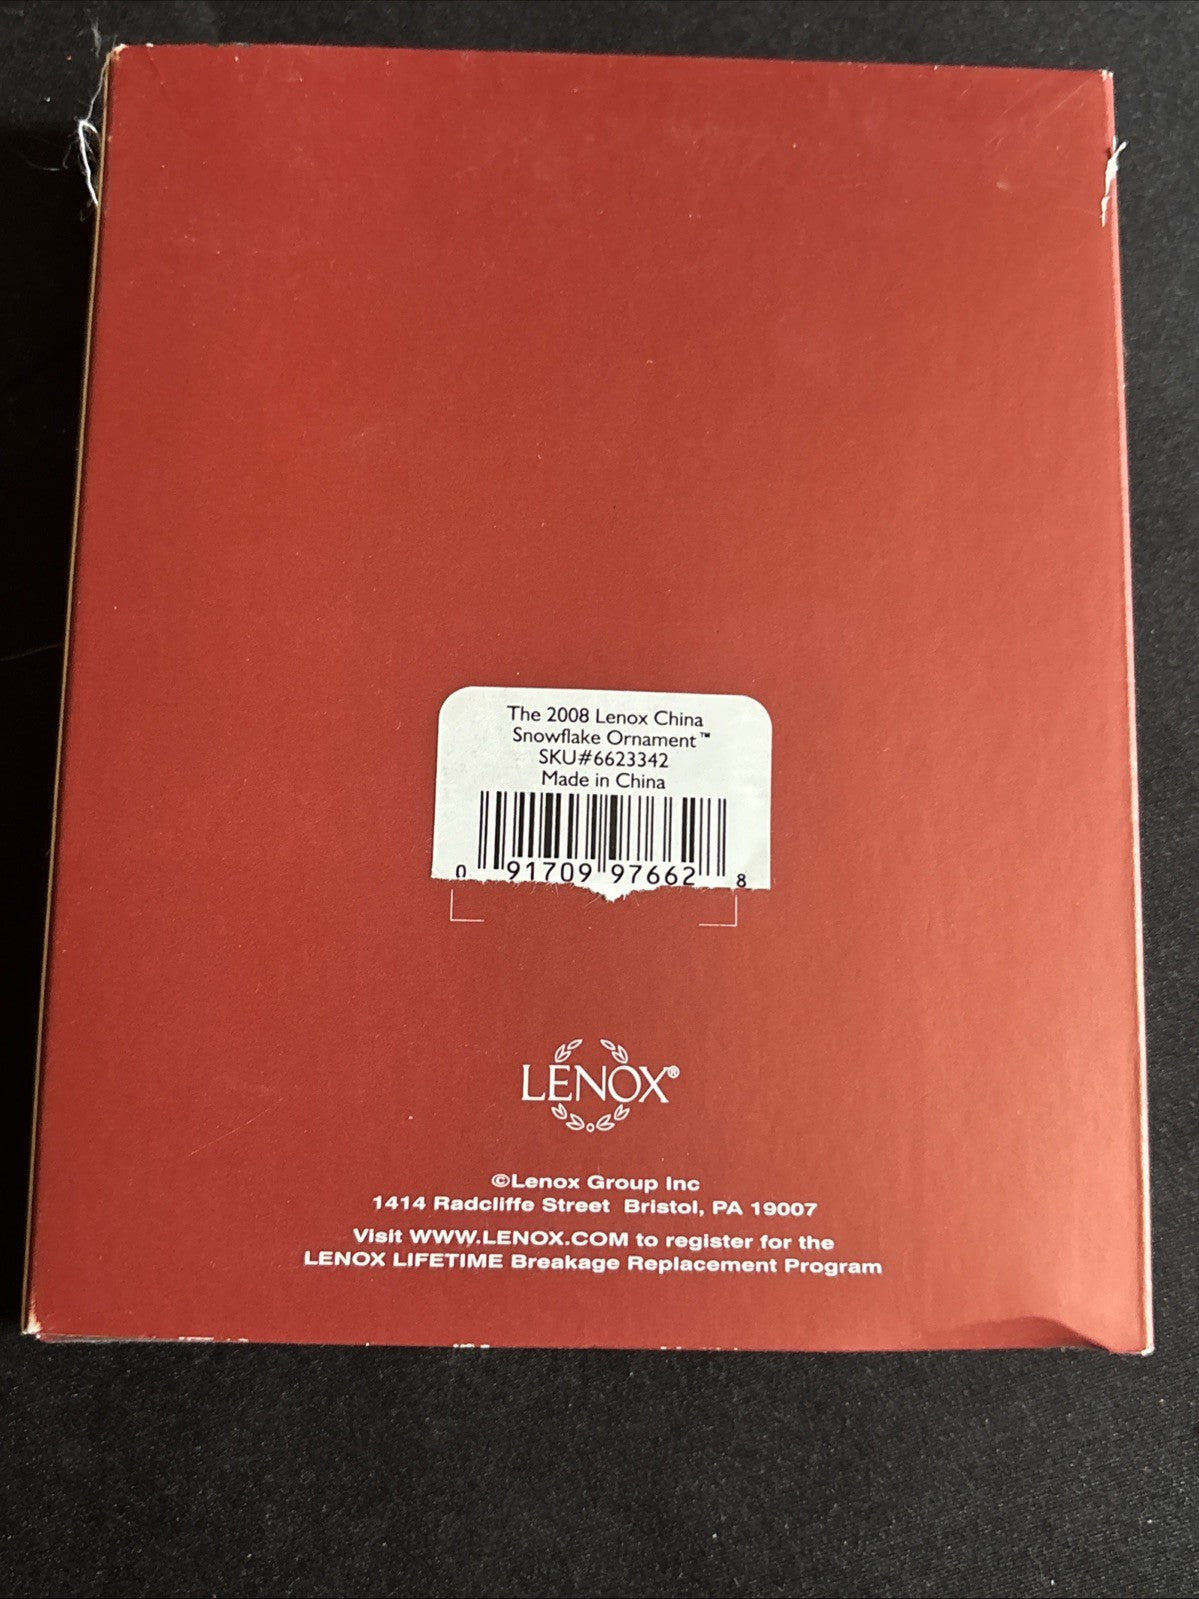 The 2008 Lenox China
Snowflake Ornament™
SKU#6623342
Made in China
0 91709 97662 8
LENOX®
©Lenox Group Inc
1414 Radcliffe Street Bristol, PA 19007
Visit WWW.LENOX.COM to register for the
LENOX LIFETIME Breakage Replacement Program